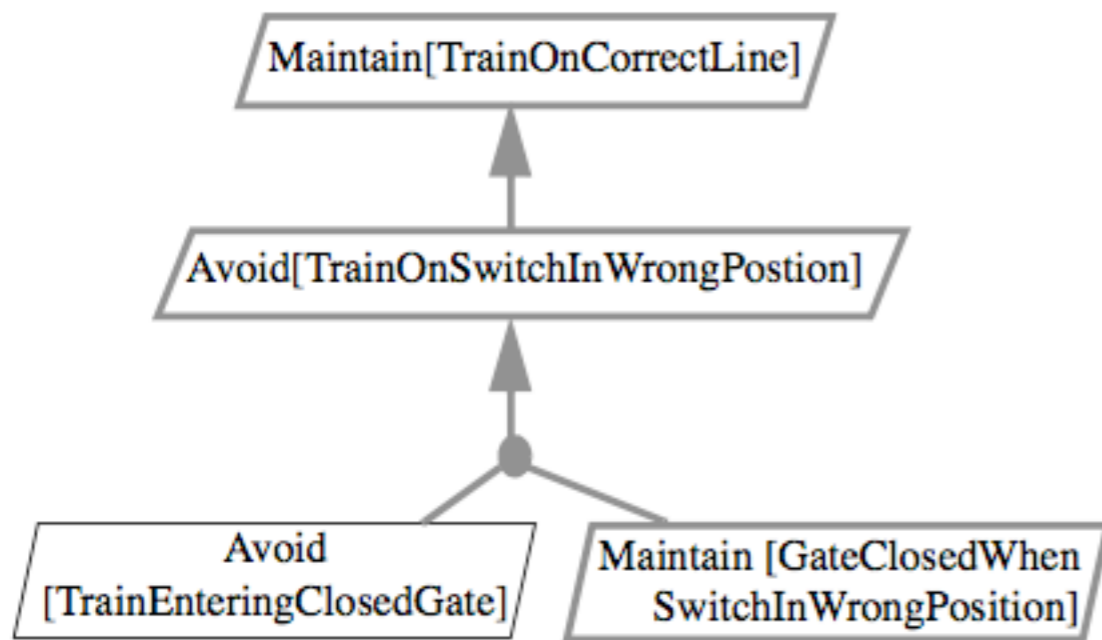 Maintain[TrainOnCorrectLine]
Avoid[TrainOnSwitchInWrongPostion]
Avoid
[TrainEnteringClosedGate]
Maintain [GateClosedWhen
SwitchInWrongPosition]